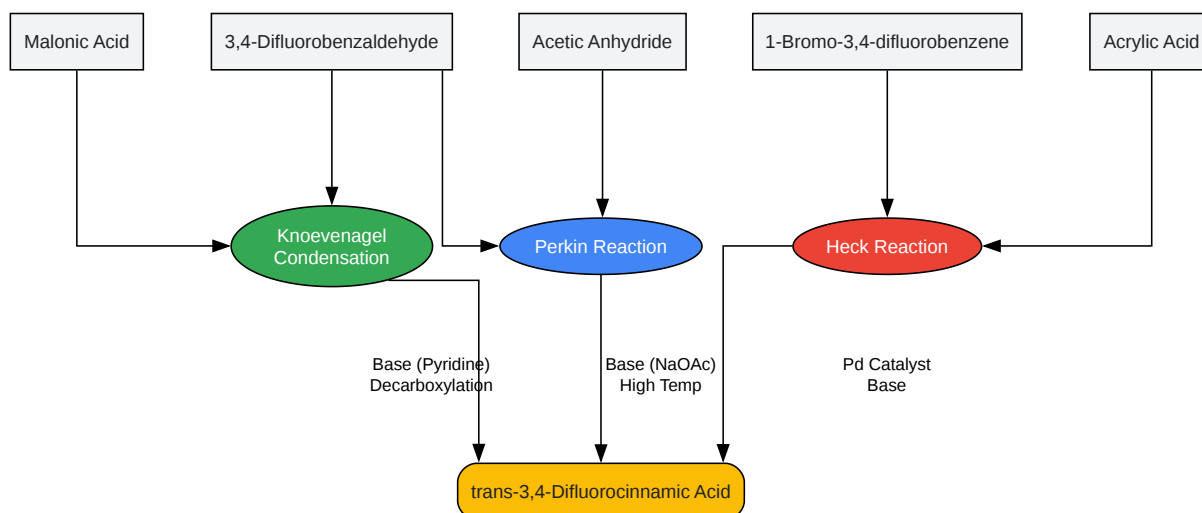 Malonic Acid
3,4-Difluorobenzaldehyde
Acetic Anhydride
1-Bromo-3,4-difluorobenzene
Acrylic Acid
Knoevenagel
Condensation
Perkin Reaction
Heck Reaction
Base (Pyridine)
Decarboxylation
Base (NaOAc)
High Temp
Pd Catalyst
Base
trans-3,4-Difluorocinnamic Acid